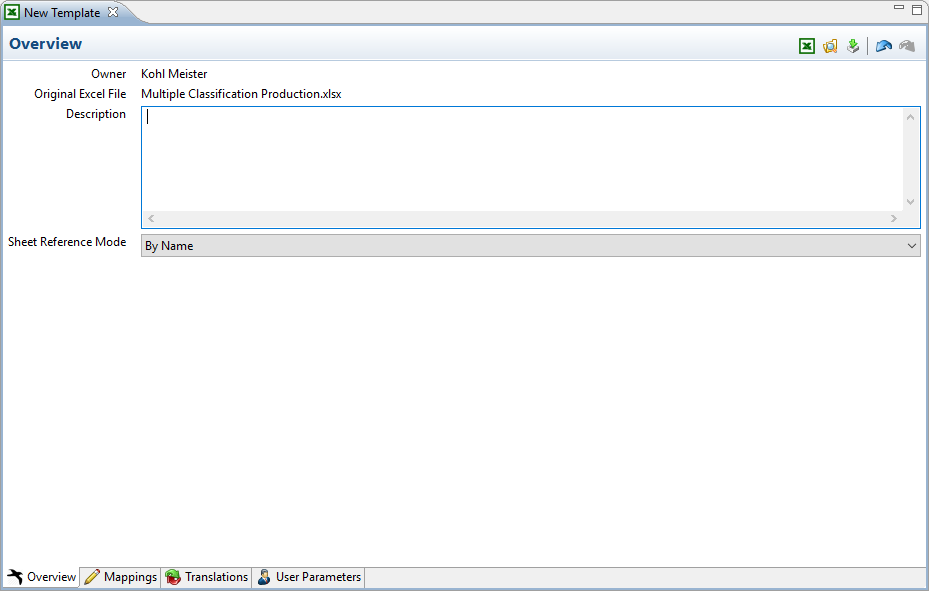 New Template
Overview
Owner Kohl Meister
Original Excel File Multiple Classification Production.xlsx
Description
Sheet Reference Mode By Name
Overview Mappings Translations User Parameters